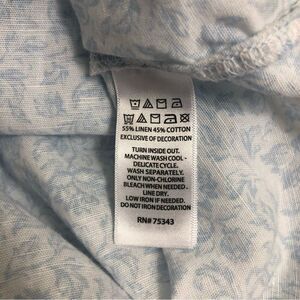 55% LINEN 45% COTTON
EXCLUSIVE OF DECORATION
TURN INSIDE OUT.
MACHINE WASH COOL -
DELICATE CYCLE.
WASH SEPARATELY.
ONLY NON-CHLORINE
BLEACH WHEN NEEDED -
LINE DRY.
LOW IRON IF NEEDED.
DO NOT IRON DECORATION
RN# 75343